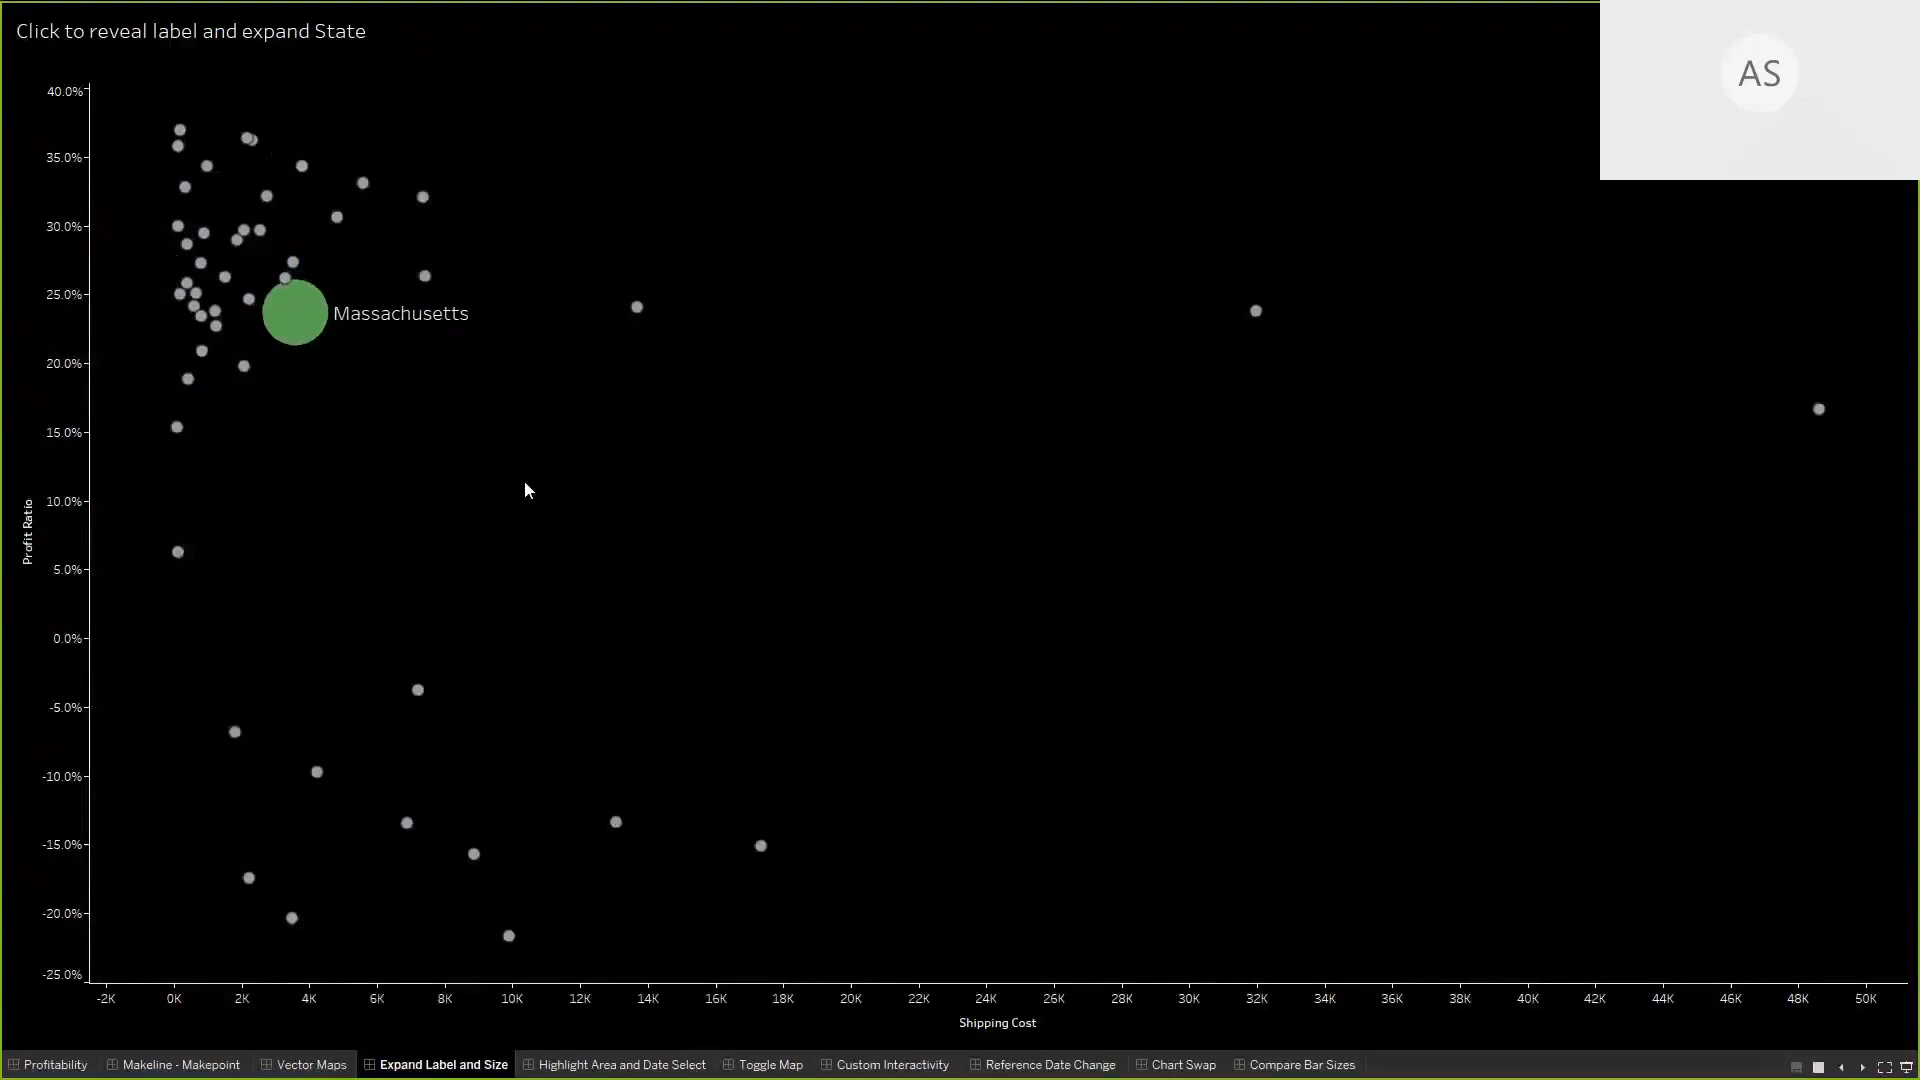 Click to reveal label and expand State
AS
40.0%
35.0%
30.0%
25.0%
20.0%
15.0%
10.0%
5.0%
0.0%
-5.0%
-10.0%
-15.0%
-20.0%
-25.0%
Profit Ratio
Massachusetts
-2K 0K 2K 4K 6K 8K 10K 12K 14K 16K 18K 20K 22K 24K 26K 28K 30K 32K 34K 36K 38K 40K 42K 44K 46K 48K 50K
Shipping Cost
Profitability Makeline - Makepoint Vector Maps Expand Label and Size Highlight Area and Date Select Toggle Map Custom Interactivity Reference Date Change Chart Swap Compare Bar Sizes